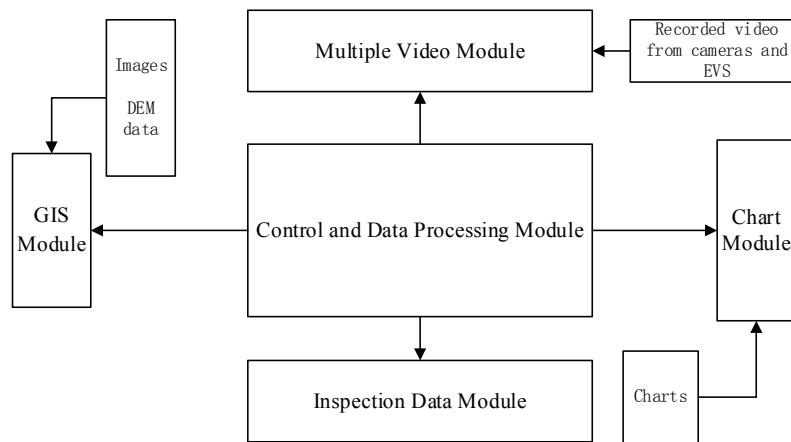 Multiple Video Module
Recorded video
from cameras and
EVS
Images
DEM
data
GIS
Module
Control and Data Processing Module
Chart
Module
Inspection Data Module
Charts